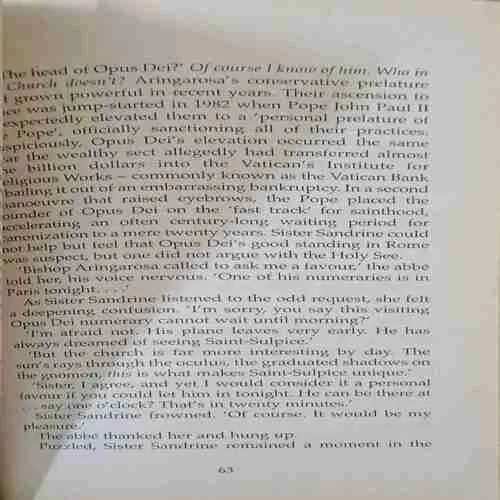 The head of Opus Dei?' Of course I know of him. Who in
Church doesn't? Aringarosa's conservative prelature
grown powerful in recent years. Their ascension to
ce was jump-started in 1982 when Pope John Paul II
expectedly elevated them to a 'personal prelature of
e Pope', officially sanctioning all of their practices.
spiciously, Opus Dei's elevation occurred the same
ar the wealthy sect allegedly had transferred almost
ne billion dollars into the Vatican's Institute for
eligious Works – commonly known as the Vatican Bank
bailing it out of an embarrassing bankruptcy. In a second
anoeuvre that raised eyebrows, the Pope placed the
ounder of Opus Dei on the 'fast track' for sainthood,
ccelerating an often century-long waiting period for
canonization to a mere twenty years. Sister Sandrine could
not help but feel that Opus Dei's good standing in Rome
was suspect, but one did not argue with the Holy See.
'Bishop Aringarosa called to ask me a favour,' the abbé
told her, his voice nervous. 'One of his numeraries is in
Paris tonight. . . .'
As Sister Sandrine listened to the odd request, she felt
a deepening confusion. 'I'm sorry, you say this visiting
Opus Dei numerary cannot wait until morning?'
'I'm afraid not. His plane leaves very early. He has
always dreamed of seeing Saint-Sulpice.'
'But the church is far more interesting by day. The
sun's rays through the oculus, the graduated shadows on
the gnomon, this is what makes Saint-Sulpice unique.'
'Sister, I agree, and yet I would consider it a personal
favour if you could let him in tonight. He can be there at
. . . say one o'clock? That's in twenty minutes.'
Sister Sandrine frowned. 'Of course. It would be my
pleasure.'
The abbé thanked her and hung up.
Puzzled, Sister Sandrine remained a moment in the
63